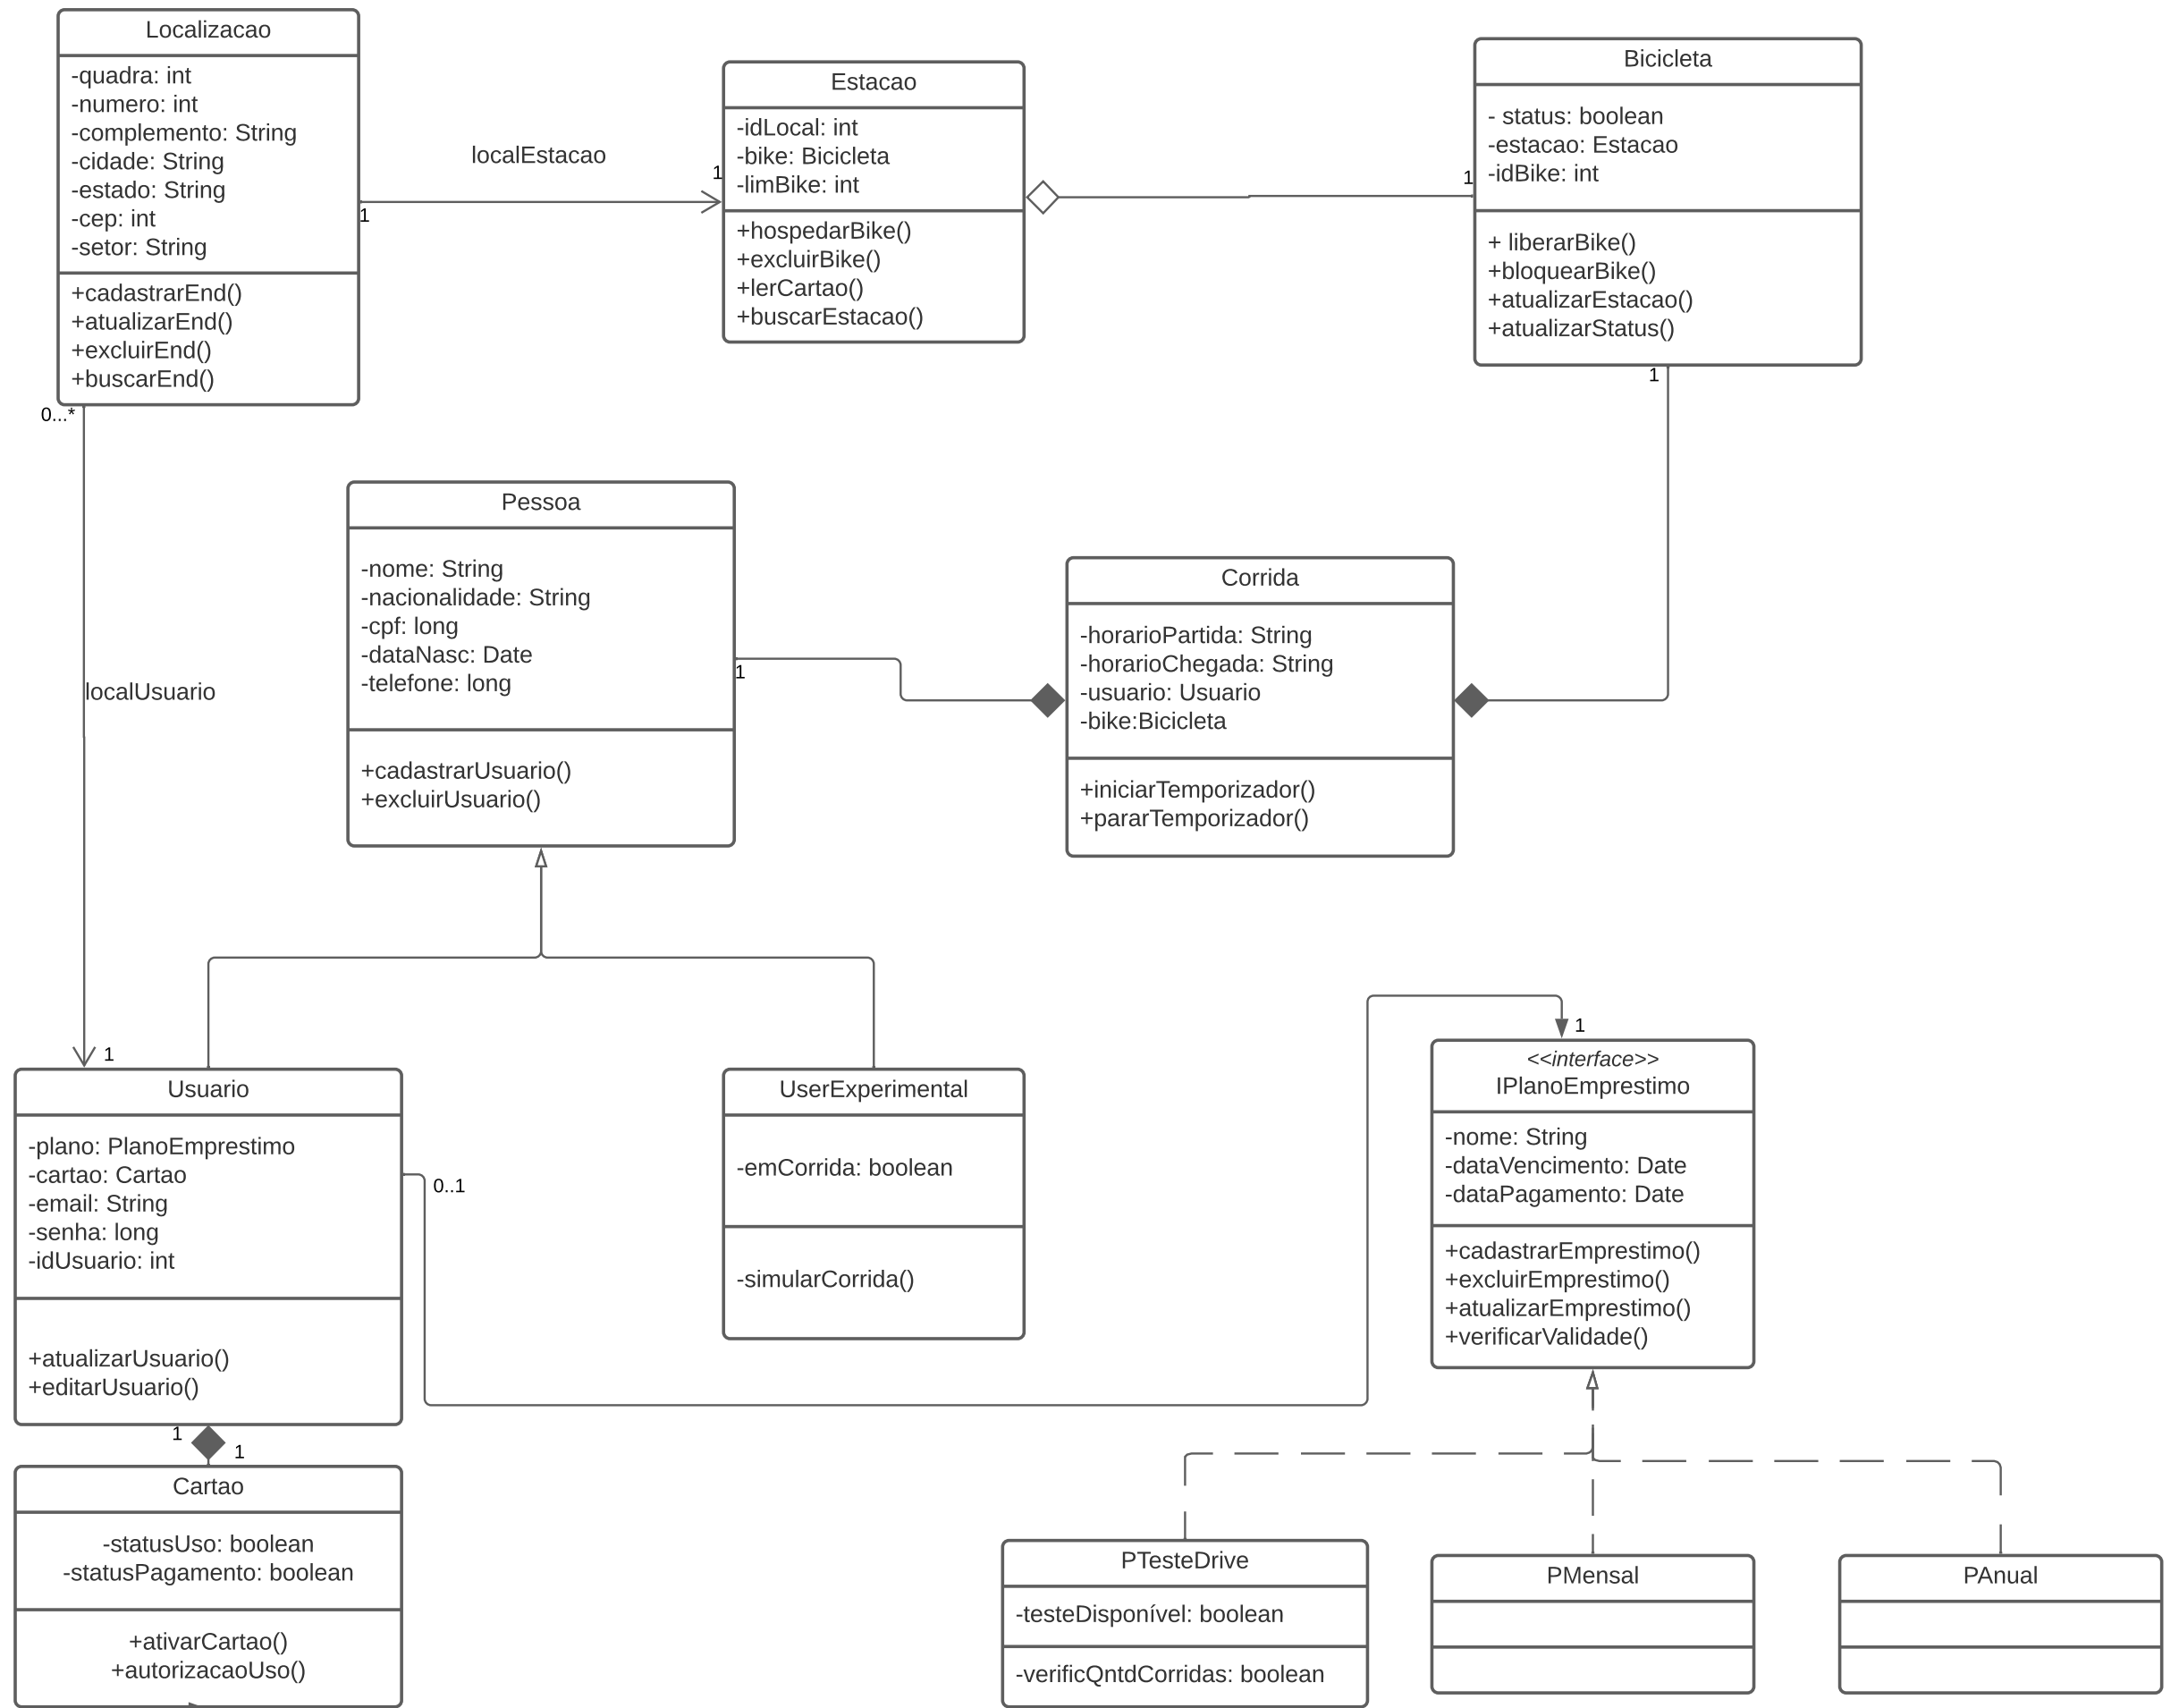 Localizacao
-quadra: int
-numero: int
-complemento: String
-cidade: String
-estado: String
-cep: int
-setor: String
+cadastrarEnd()
+atualizarEnd()
+excluirEnd()
+buscarEnd()
localEstacao
1
1
Estacao
-idLocal: int
-bike: Bicicleta
-limBike: int
+hospedarBike()
+excluirBike()
+lerCartao()
+buscarEstacao()
1
Bicicleta
- status: boolean
-estacao: Estacao
-idBike: int
+ liberarBike()
+bloquearBike()
+atualizarEstacao()
+atualizarStatus()
1
0...*
localUsuario
1
Pessoa
-nome: String
-nacionalidade: String
-cpf: long
-dataNasc: Date
-telefone: long
+cadastrarUsuario()
+excluirUsuario()
1
Corrida
-horarioPartida: String
-horarioChegada: String
-usuario: Usuario
-bike:Bicicleta
+iniciarTemporizador()
+pararTemporizador()
Usuario
-plano: PlanoEmprestimo
-cartao: Cartao
-email: String
-senha: long
-idUsuario: int
+atualizarUsuario()
+editarUsuario()
0..1
UserExperimental
-emCorrida: boolean
-simularCorrida()
1
<<interface>>
IPlanoEmprestimo
-nome: String
-dataVencimento: Date
-dataPagamento: Date
+cadastrarEmprestimo()
+excluirEmprestimo()
+atualizarEmprestimo()
+verificarValidade()
1
1
Cartao
-statusUso: boolean
-statusPagamento: boolean
+ativarCartao()
+autorizacaoUso()
PTesteDrive
-testeDisponível: boolean
-verificQntdCorridas: boolean
PMensal
PAnual